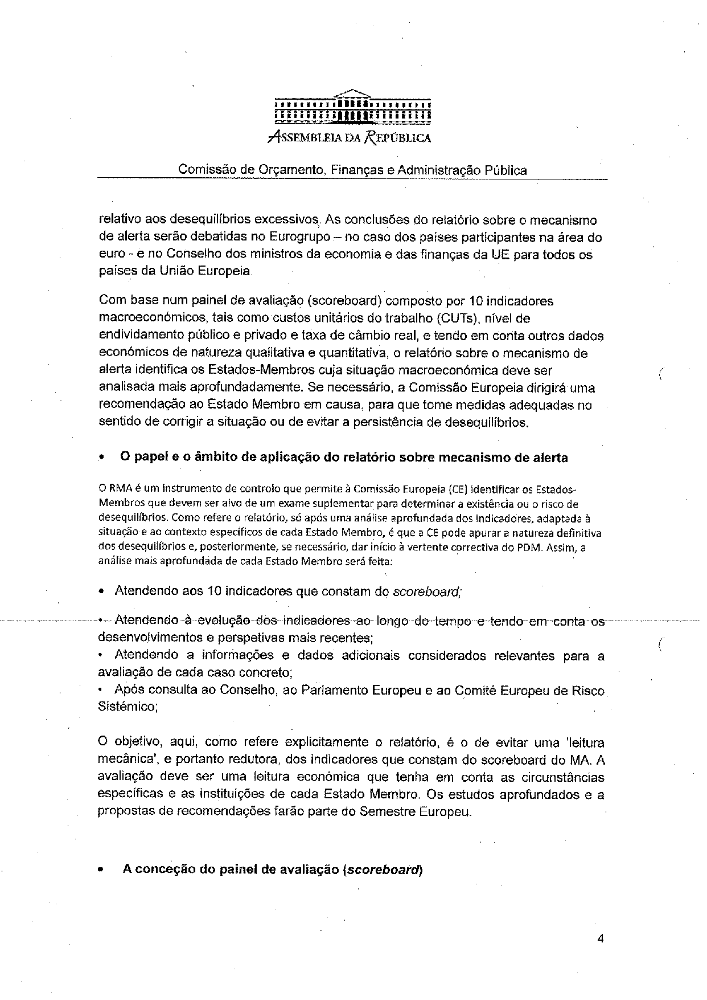 ASSEMBLEIA DA REPÚBLICA
Comissão de Orçamento, Finanças e Administração Pública
relativo aos desequilíbrios excessivos. As conclusões do relatório sobre o mecanismo
de alerta serão debatidas no Eurogrupo – no caso dos países participantes na área do
euro - e no Conselho dos ministros da economia e das finanças da UE para todos os
países da União Europeia.
Com base num painel de avaliação (scoreboard) composto por 10 indicadores
macroeconómicos, tais como custos unitários do trabalho (CUTs), nível de
endividamento público e privado e taxa de câmbio real, e tendo em conta outros dados
económicos de natureza qualitativa e quantitativa, o relatório sobre o mecanismo de
alerta identifica os Estados-Membros cuja situação macroeconómica deve ser
analisada mais aprofundadamente. Se necessário, a Comissão Europeia dirigirá uma
recomendação ao Estado Membro em causa, para que tome medidas adequadas no
sentido de corrigir a situação ou de evitar a persistência de desequilíbrios.
• O papel e o âmbito de aplicação do relatório sobre mecanismo de alerta
O RMA é um instrumento de controlo que permite à Comissão Europeia (CE) identificar os Estados-
Membros que devem ser alvo de um exame suplementar para determinar a existência ou o risco de
desequilíbrios. Como refere o relatório, só após uma análise aprofundada dos indicadores, adaptada à
situação e ao contexto específicos de cada Estado Membro, é que a CE pode apurar a natureza definitiva
dos desequilíbrios e, posteriormente, se necessário, dar início à vertente correctiva do PDM. Assim, a
análise mais aprofundada de cada Estado Membro será feita:
• Atendendo aos 10 indicadores que constam do scoreboard;
• Atendendo à evolução dos indicadores ao longo do tempo e tendo em conta os
desenvolvimentos e perspetivas mais recentes;
• Atendendo a informações e dados adicionais considerados relevantes para a
avaliação de cada caso concreto;
• Após consulta ao Conselho, ao Parlamento Europeu e ao Comité Europeu de Risco
Sistémico;
O objetivo, aqui, como refere explicitamente o relatório, é o de evitar uma 'leitura
mecânica', e portanto redutora, dos indicadores que constam do scoreboard do MA. A
avaliação deve ser uma leitura económica que tenha em conta as circunstâncias
específicas e as instituições de cada Estado Membro. Os estudos aprofundados e a
propostas de recomendações farão parte do Semestre Europeu.
• A conceção do painel de avaliação (scoreboard)
4